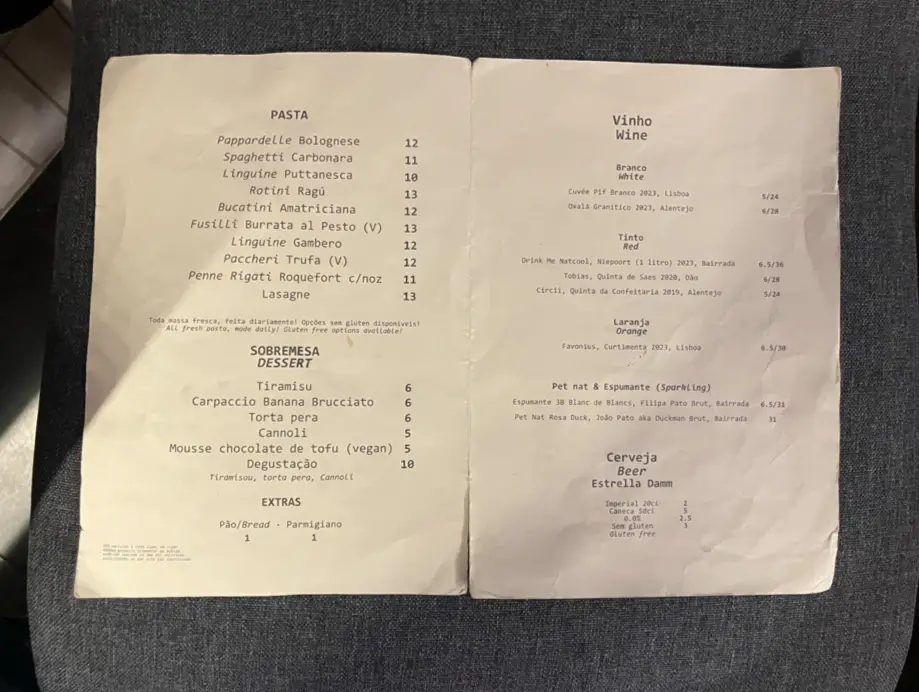 PASTA
Pappardelle Bolognese 12
Spaghetti Carbonara 11
Linguine Puttanesca 10
Rotini Ragú 13
Bucatini Amatriciana 12
Fusilli Burrata al Pesto (V) 13
Linguine Gambero 12
Paccheri Trufa (V) 12
Penne Rigati Roquefort c/noz 11
Lasagne 13
Toda massa fresca, feita diariamente! Opções sem gluten disponíveis!
All fresh pasta, made daily! Gluten free options available!
SOBREMESA
DESSERT
Tiramisu 6
Carpaccio Banana Brucciato 6
Torta pera 6
Cannoli 5
Mousse chocolate de tofu (vegan) 5
Degustação 10
Tiramisou, torta pera, Cannoli
EXTRAS
Pão/Bread · Parmigiano
1 1
Vinho
Wine
Branco
White
Cuvém Pif Branco 2023, Lisboa 5/24
Granitico 2023, Alentejo 6/28
Tinto
Red
Drink Me Natcool, Niepoort (1 litro) 2023, Bairrada 6.5/36
Tobias, Quinta de Saes 2020, Dão 6/28
Circii, Quinta da Confeitaria 2019, Alentejo 5/24
Laranja
Orange
Favonius, Curtimenta 2023, Lisboa 6.5/30
Pet nat & Espumante (Sparkling)
Espumante 3B Blanc de Blancs, Filipa Pato Brut, Bairrada 6.5/31
Pet Nat Rosa Duck, João Pato aka Duckman Brut, Bairrada 31
Cerveja
Beer
Estrella Damm
Imperial 20cl 2
Caneca 50cl 5
0.0% 2.5
Sem gluten 3
Gluten free